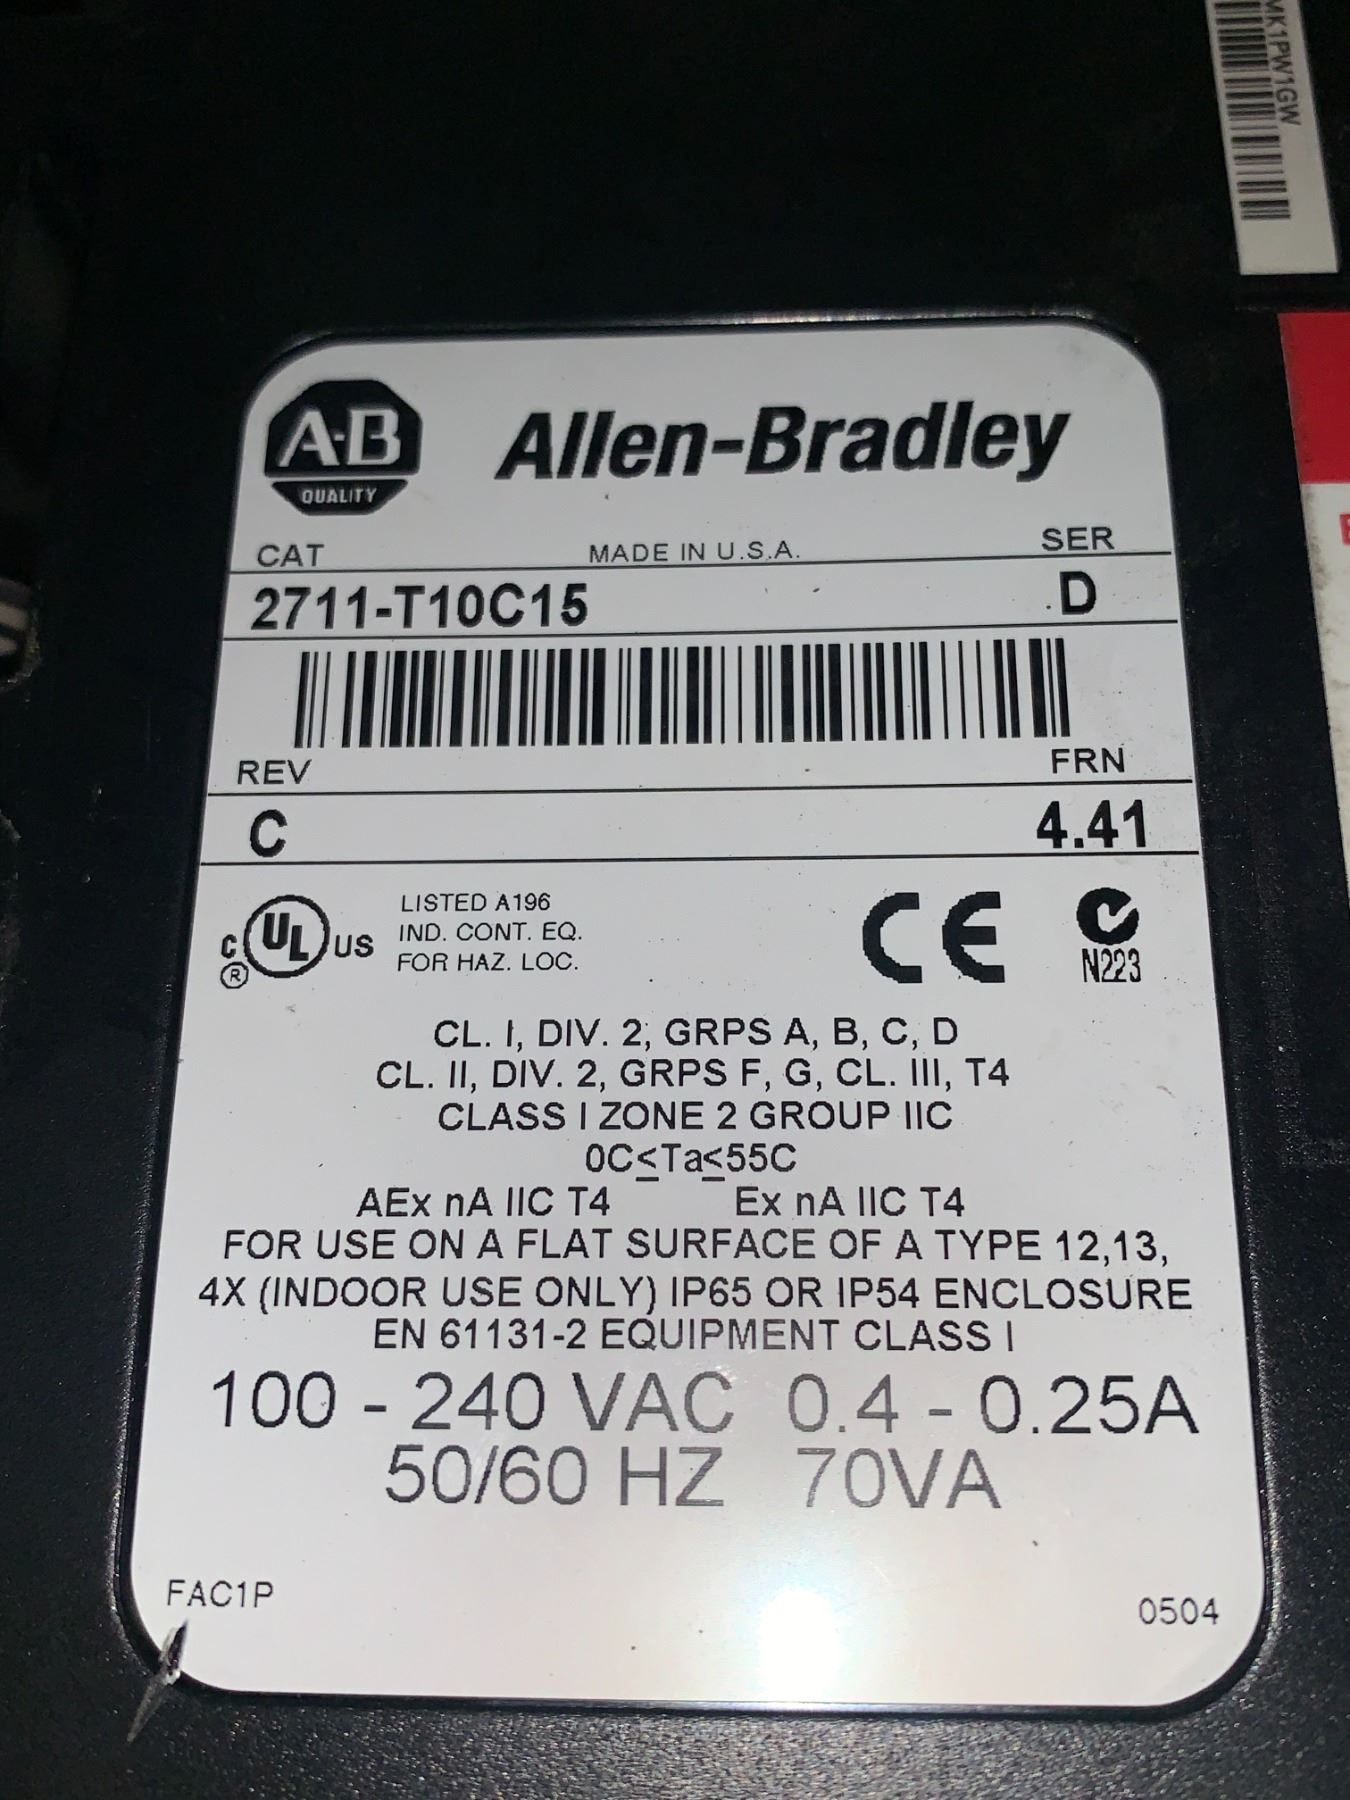 MK1PW1GW
A-B
QUALITY
Allen-Bradley
CAT MADE IN U.S.A. SER
2711-T10C15 D
REV FRN
C 4.41
C UL US ®
LISTED A196
IND. CONT. EQ.
FOR HAZ. LOC.
CE
N223
CL. I, DIV. 2, GRPS A, B, C, D
CL. II, DIV. 2, GRPS F, G, CL. III, T4
CLASS I ZONE 2 GROUP IIC
0C≤Ta≤55C
AEx nA IIC T4 Ex nA IIC T4
FOR USE ON A FLAT SURFACE OF A TYPE 12,13,
4X (INDOOR USE ONLY) IP65 OR IP54 ENCLOSURE
EN 61131-2 EQUIPMENT CLASS I
100 - 240 VAC 0.4 - 0.25A
50/60 HZ 70VA
FAC1P 0504